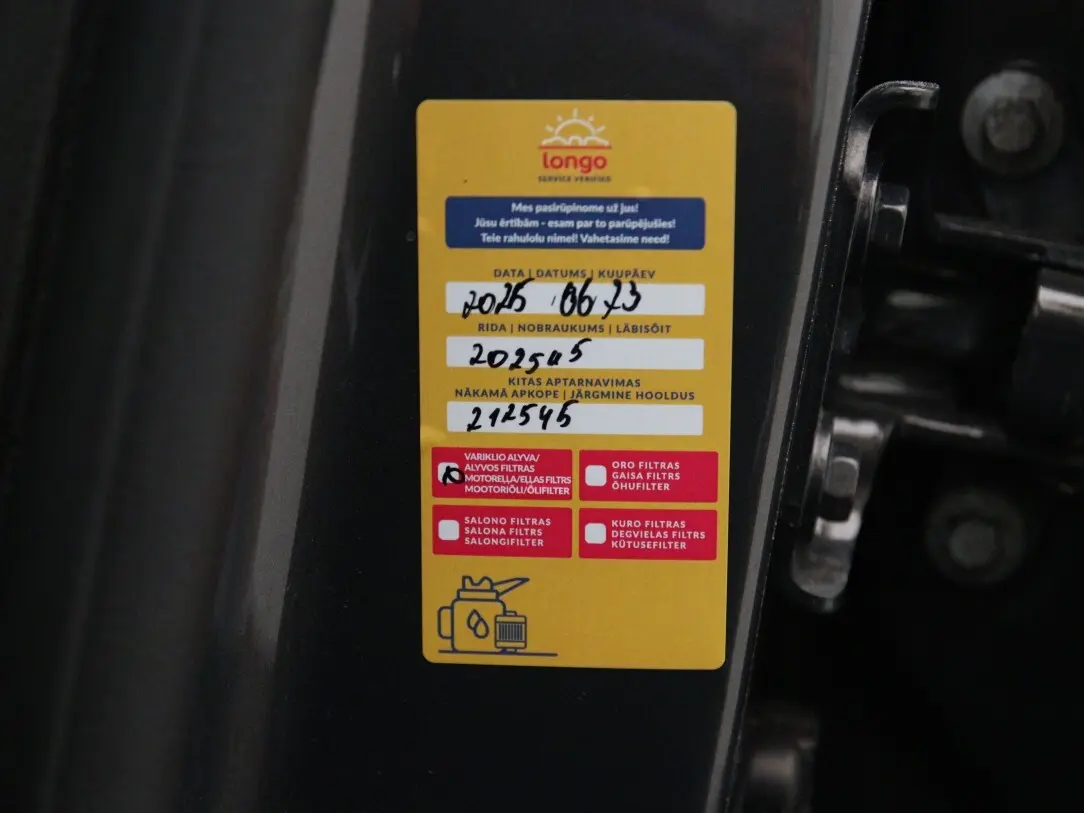 longo
SERVICE VERIFIED
Mes pasirūpinome už jus!
Jūsu ērtībām - esam par to parūpējušies!
Teie rahulolu nimel! Vahetasime need!
DATA | DATUMS | KUUPÄEV
2025.06.23
RIDA | NOBRAUKUMS | LÄBISÕIT
202545
KITAS APTARNAVIMAS
NĀKAMĀ APKOPE | JÄRGMINE HOOLDUS
212545
VARIKLIO ALYVA/
ALYVOS FILTRAS
MOTOREĻĻA/EĻĻAS FILTRS
MOOTORIÕLI/ÕLIFILTER
ORO FILTRAS
GAISA FILTRS
ÕHUFILTER
SALONO FILTRAS
SALONA FILTRS
SALONGIFILTER
KURO FILTRAS
DEGVIELAS FILTRS
KÜTUSEFILTER